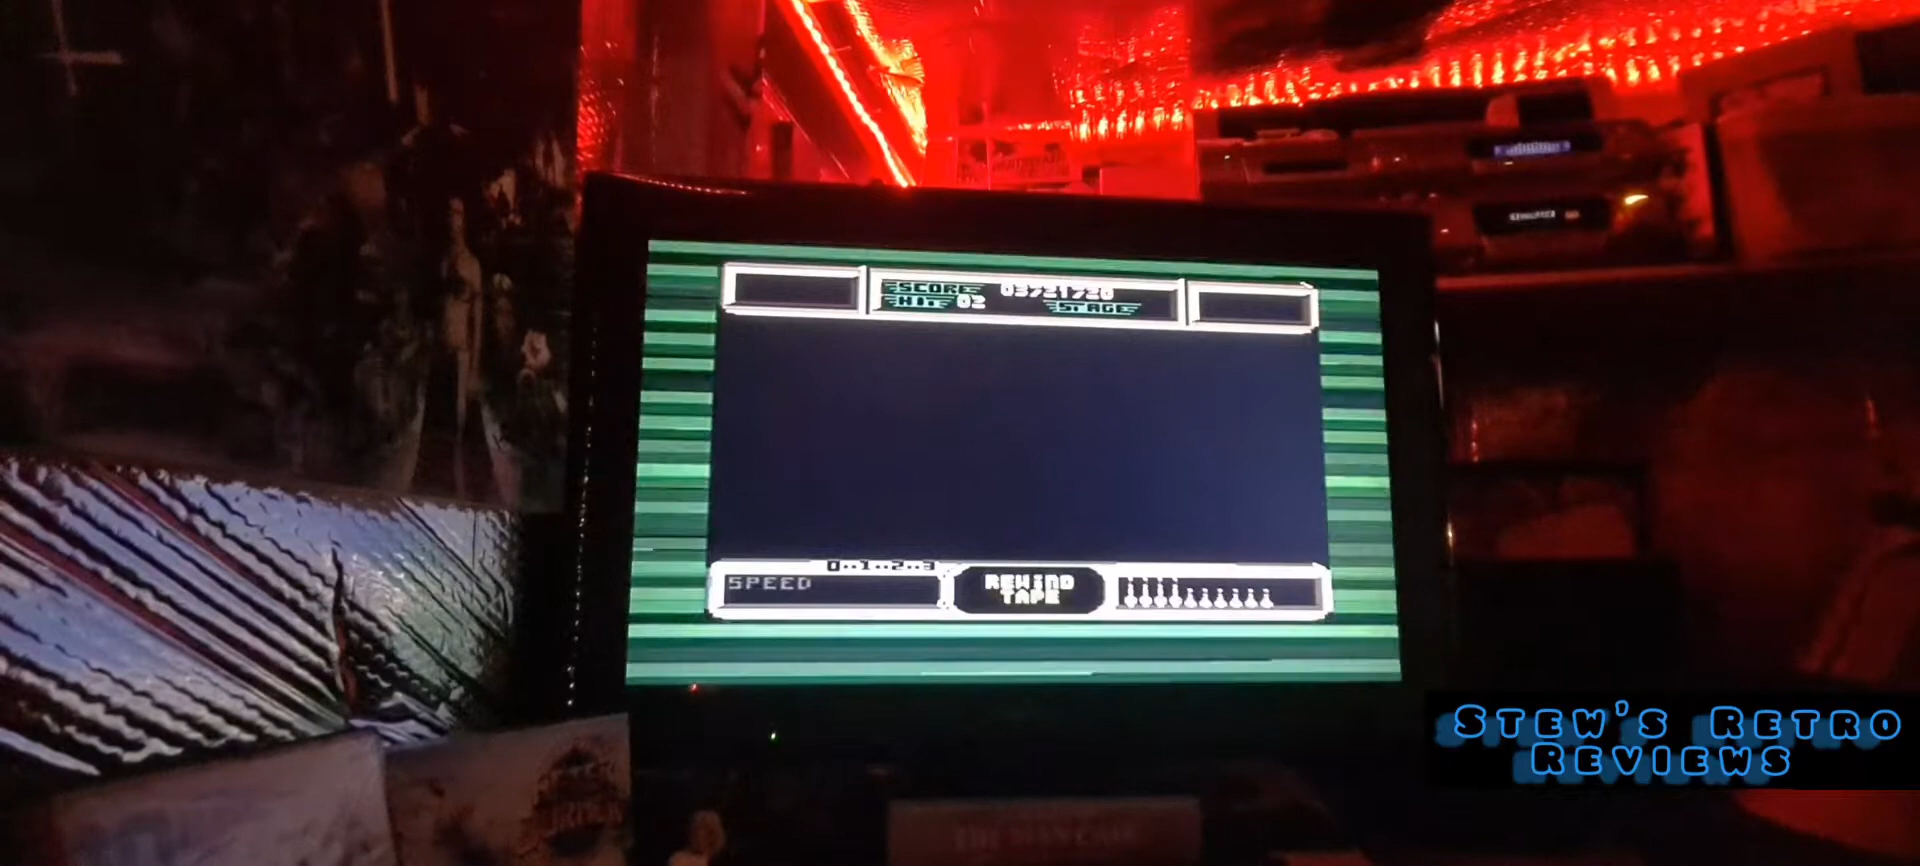 SCORE 03721720
HIT 02 STAGE
0··1··2··3
SPEED
REWIND
TAPE
STEW'S RETRO
REVIEWS